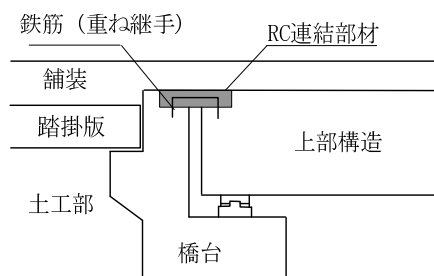 鉄筋（重ね継手）
RC連結部材
舗装
踏掛版
上部構造
土工部
橋台